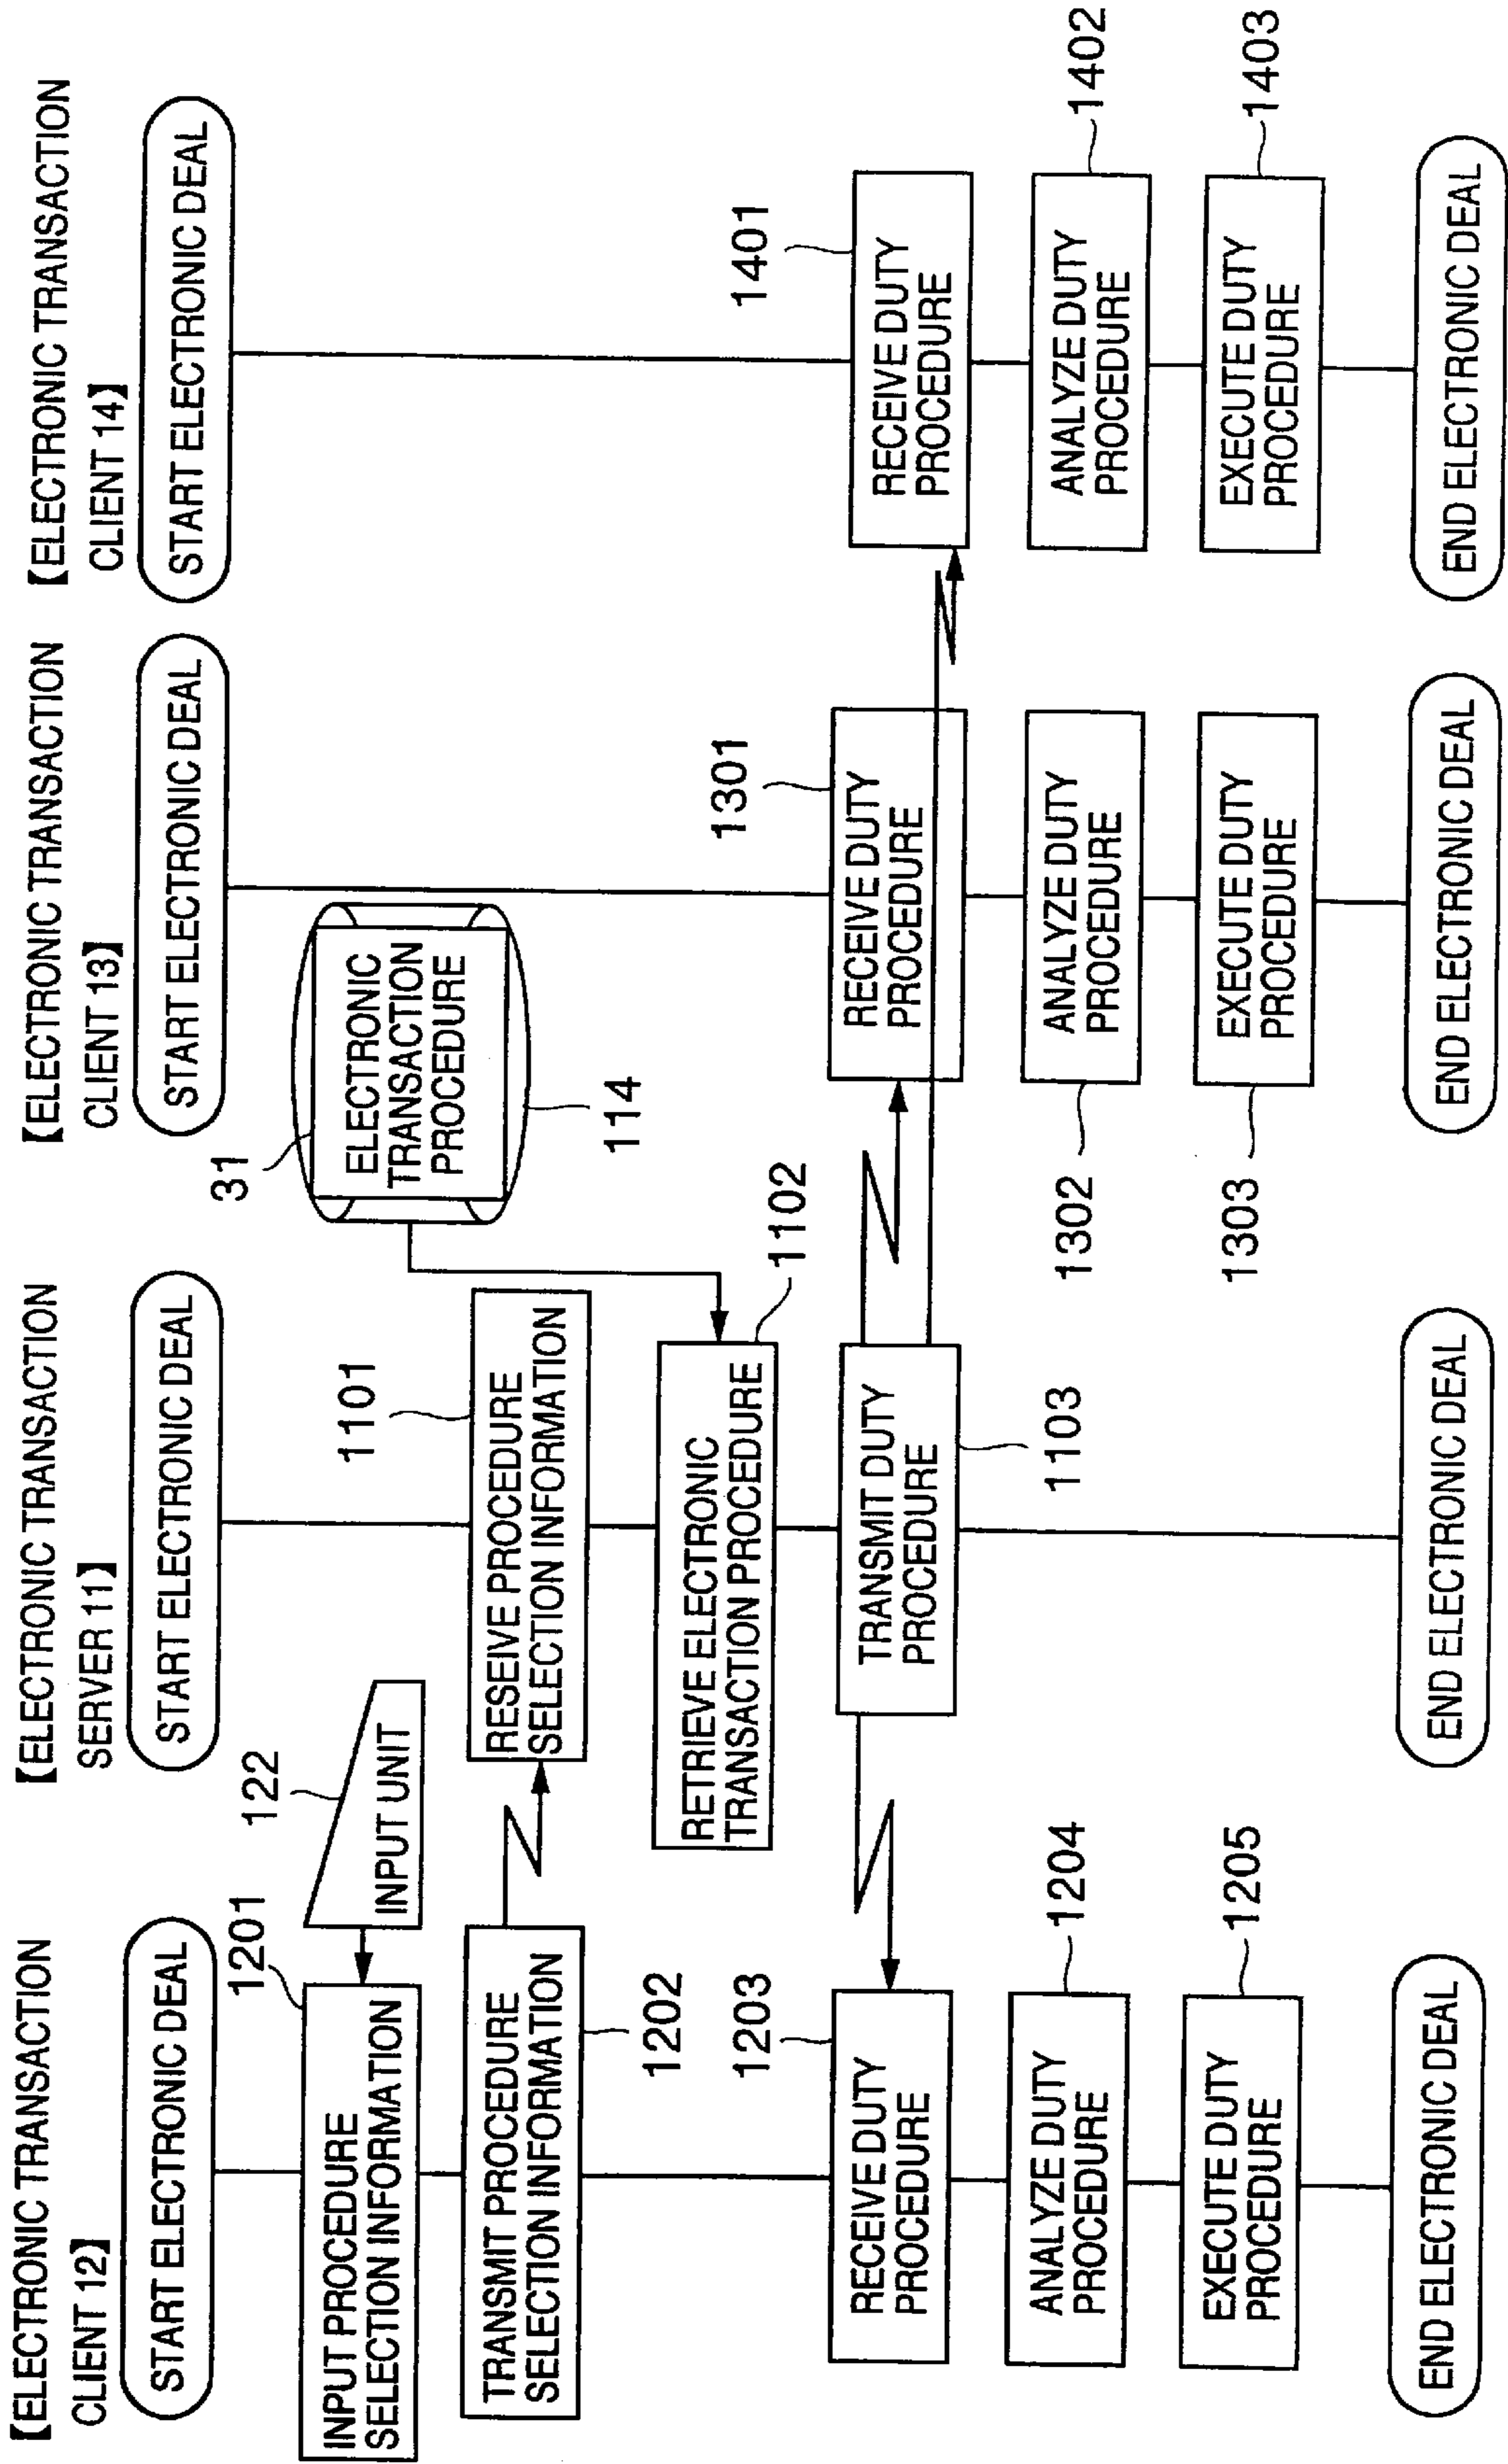 【ELECTRONIC TRANSACTION
CLIENT 12】
START ELECTRONIC DEAL
1201
INPUT PROCEDURE
SELECTION INFORMATION
122
INPUT UNIT
TRANSMIT PROCEDURE
SELECTION INFORMATION
1202
1203
RECEIVE DUTY
PROCEDURE
ANALYZE DUTY
PROCEDURE
1204
EXECUTE DUTY
PROCEDURE
1205
END ELECTRONIC DEAL
【ELECTRONIC TRANSACTION
SERVER 11】
START ELECTRONIC DEAL
1101
RESEIVE PROCEDURE
SELECTION INFORMATION
RETRIEVE ELECTRONIC
TRANSACTION PROCEDURE
1102
TRANSMIT DUTY
PROCEDURE
1103
END ELECTRONIC DEAL
【ELECTRONIC TRANSACTION
CLIENT 13】
START ELECTRONIC DEAL
31
ELECTRONIC
TRANSACTION
PROCEDURE
114
1301
RECEIVE DUTY
PROCEDURE
ANALYZE DUTY
PROCEDURE
1302
EXECUTE DUTY
PROCEDURE
1303
END ELECTRONIC DEAL
【ELECTRONIC TRANSACTION
CLIENT 14】
START ELECTRONIC DEAL
1401
RECEIVE DUTY
PROCEDURE
ANALYZE DUTY
PROCEDURE
1402
EXECUTE DUTY
PROCEDURE
1403
END ELECTRONIC DEAL